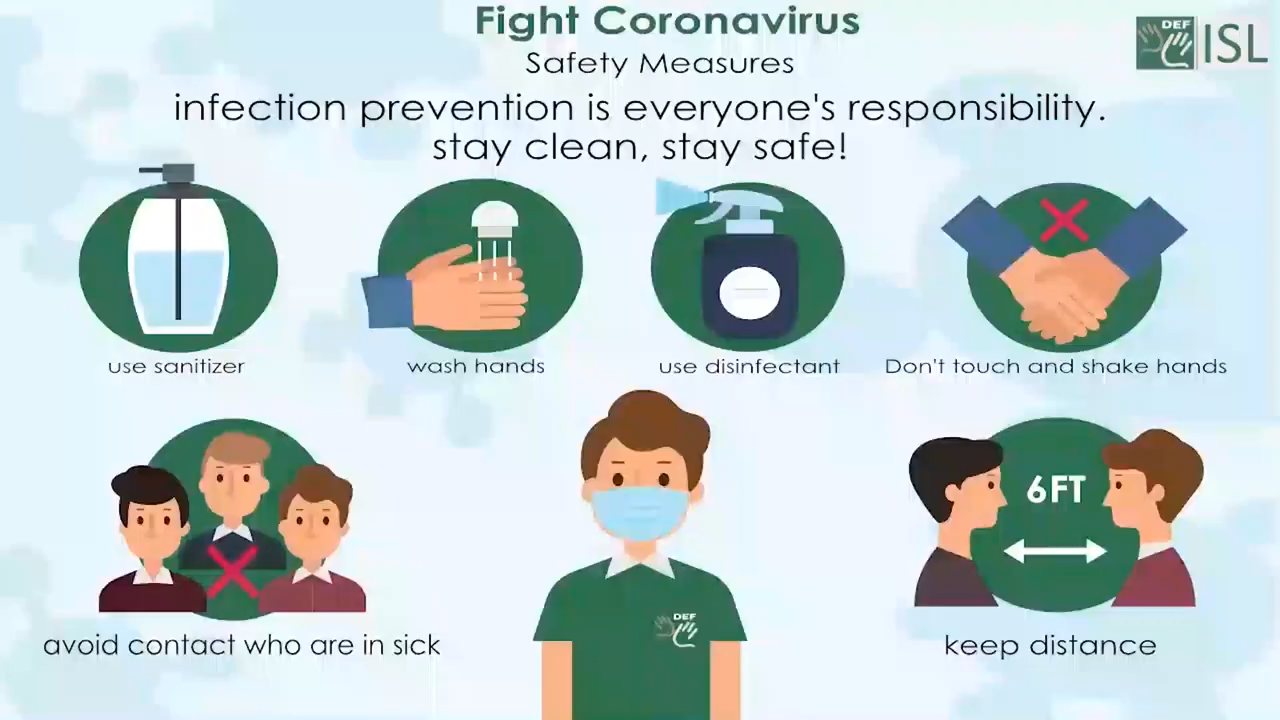 Fight Coronavirus
DEF
ISL
Safety Measures
infection prevention is everyone's responsibility.
stay clean, stay safe!
use sanitizer
wash hands
use disinfectant
Don't touch and shake hands
6FT
DEF
avoid contact who are in sick
keep distance